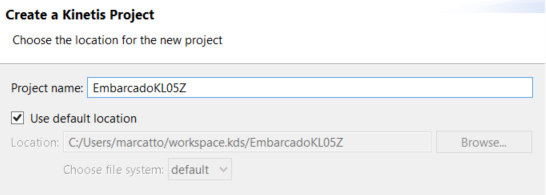 Create a Kinetis Project
Choose the location for the new project
Project name: EmbarcadoKL05Z
Use default location
Location: C:/Users/marcatto/workspace.kds/EmbarcadoKL05Z Browse...
Choose file system: default